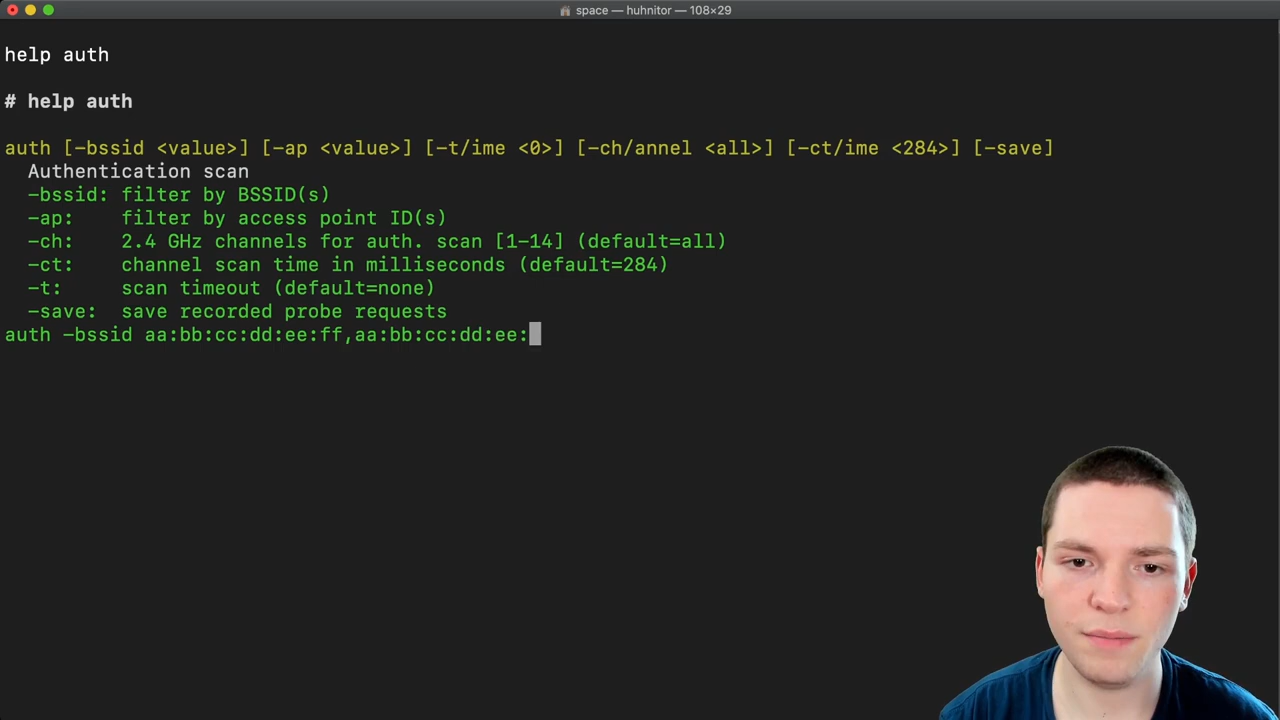 space — huhnitor — 108×29
help auth
# help auth
auth [-bssid <value>] [-ap <value>] [-t/ime <0>] [-ch/annel <all>] [-ct/ime <284>] [-save]
Authentication scan
-bssid: filter by BSSID(s)
-ap: filter by access point ID(s)
-ch: 2.4 GHz channels for auth. scan [1-14] (default=all)
-ct: channel scan time in milliseconds (default=284)
-t: scan timeout (default=none)
-save: save recorded probe requests
auth -bssid aa:bb:cc:dd:ee:ff,aa:bb:cc:dd:ee: